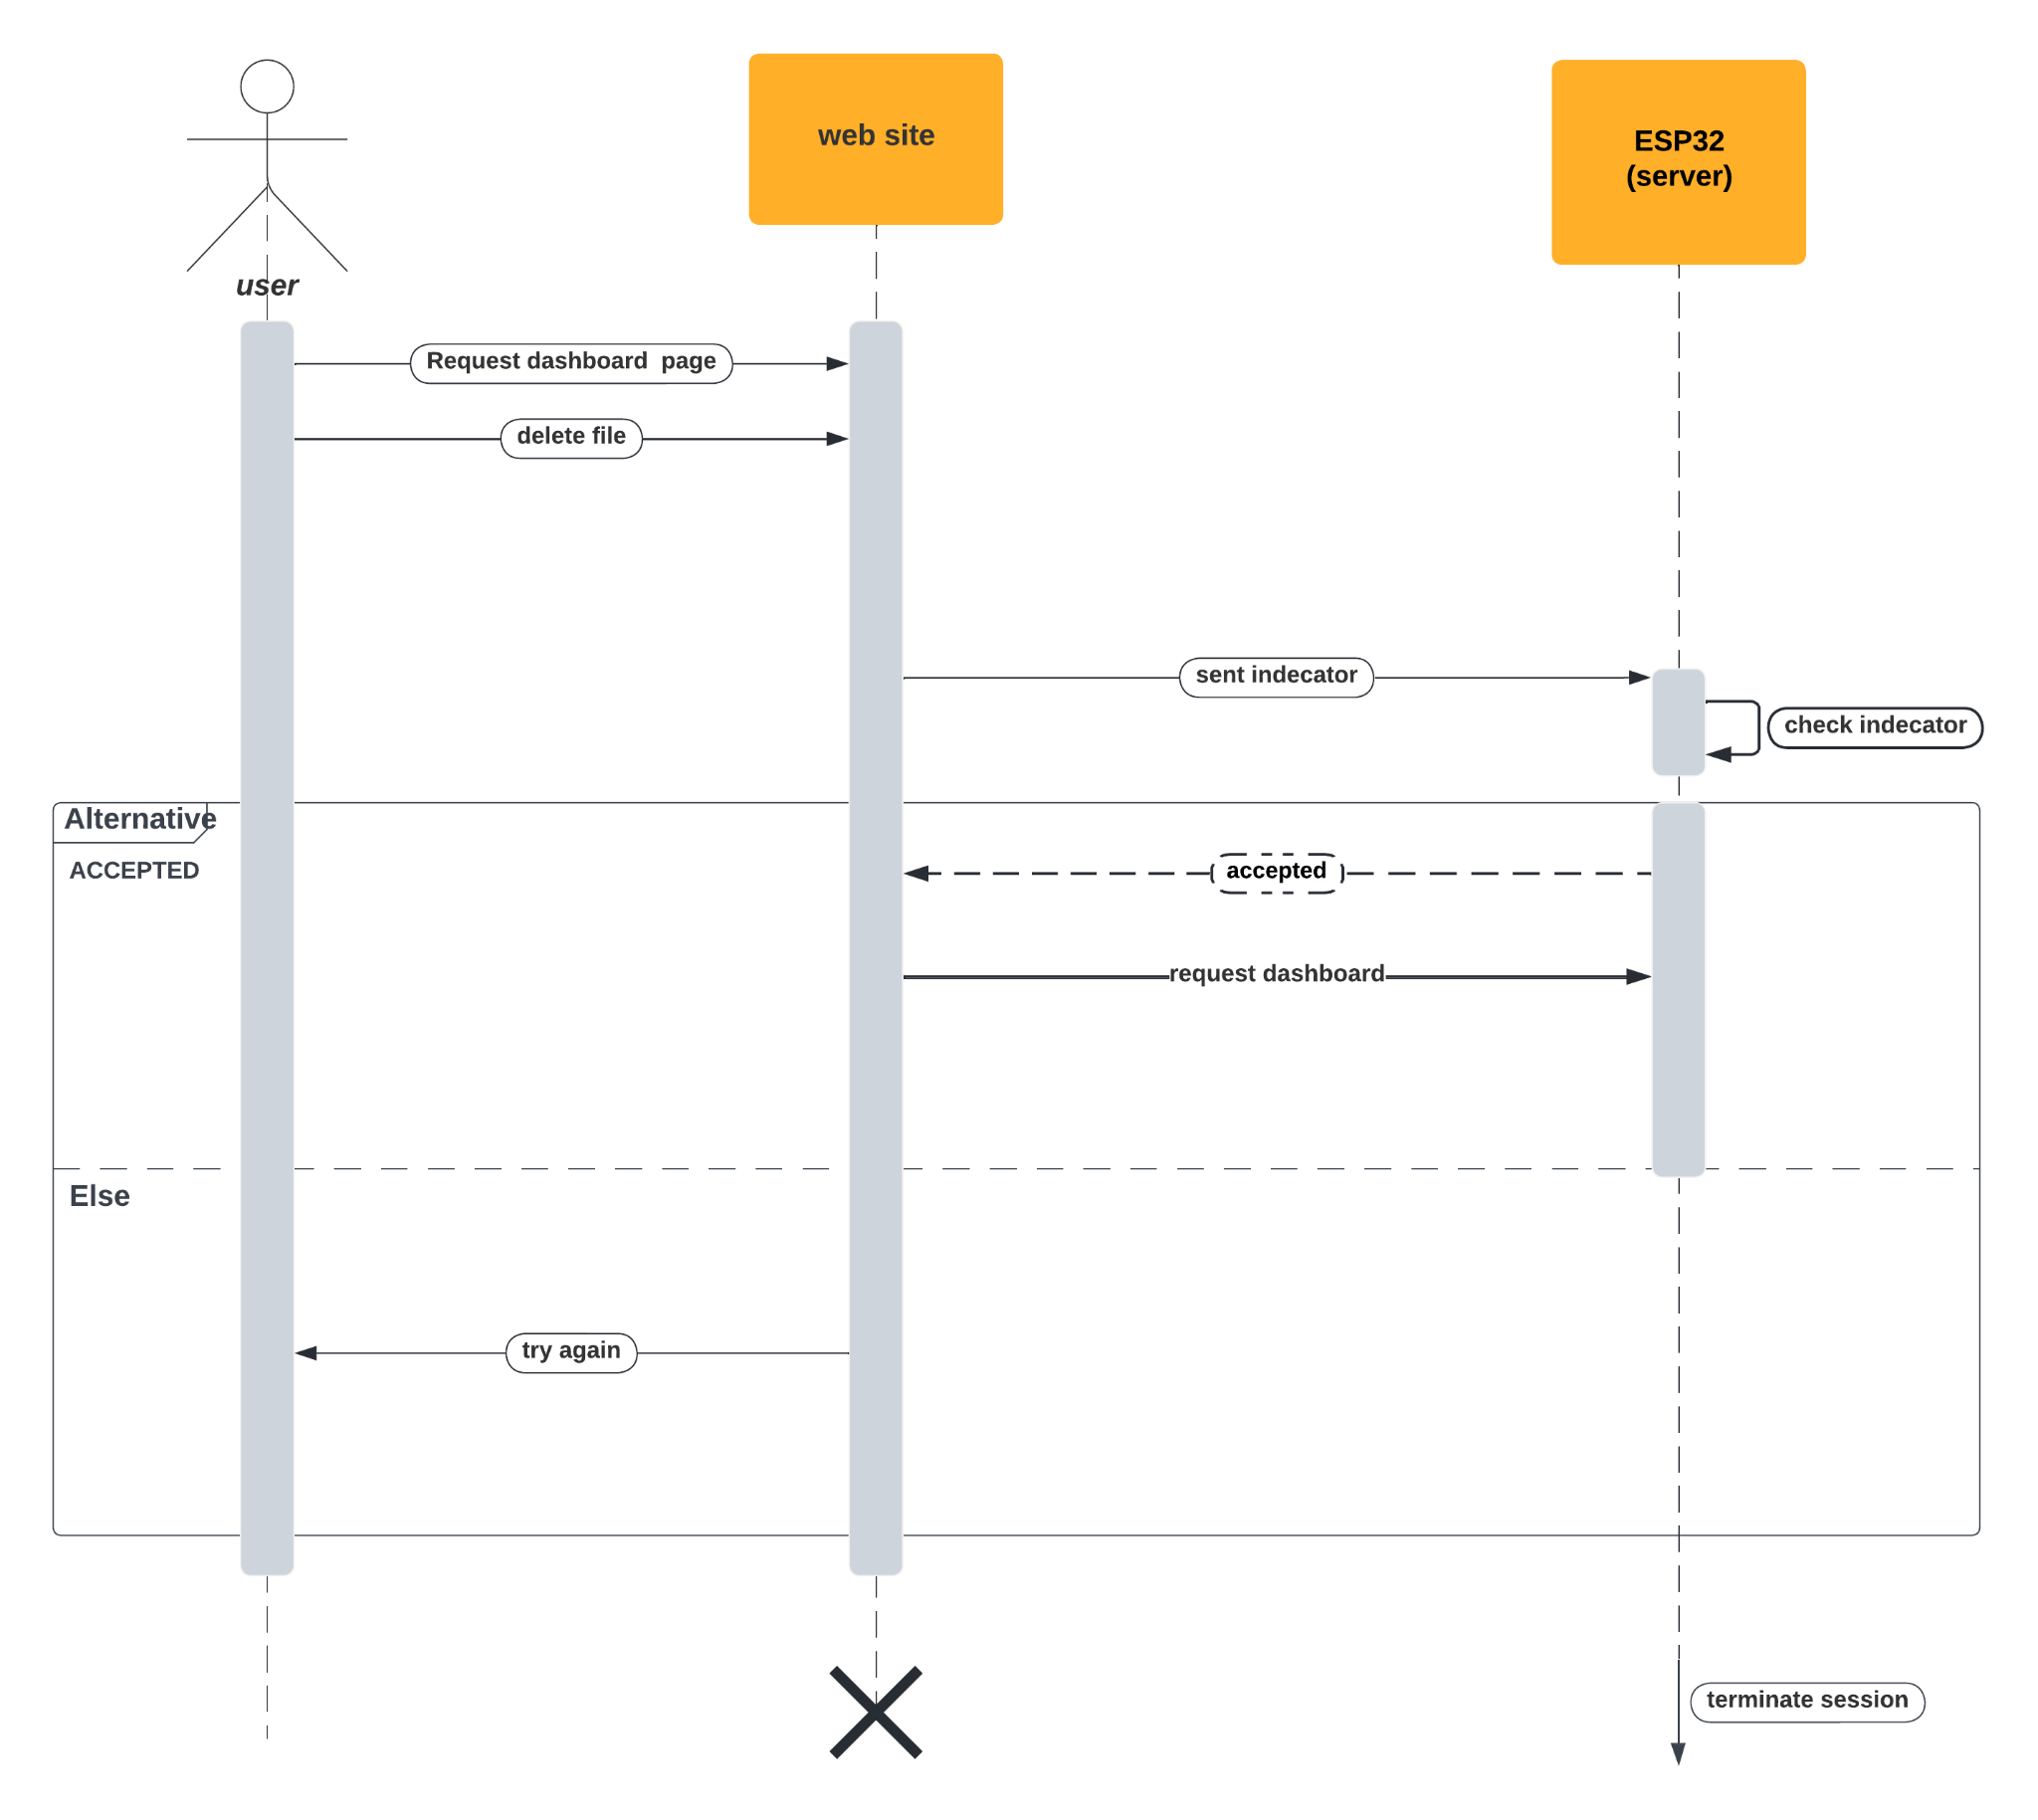 web site
ESP32
(server)
user
Request dashboard  page
delete file
sent indecator
check indecator
Alternative
ACCEPTED
accepted
request dashboard
Else
try again
terminate session